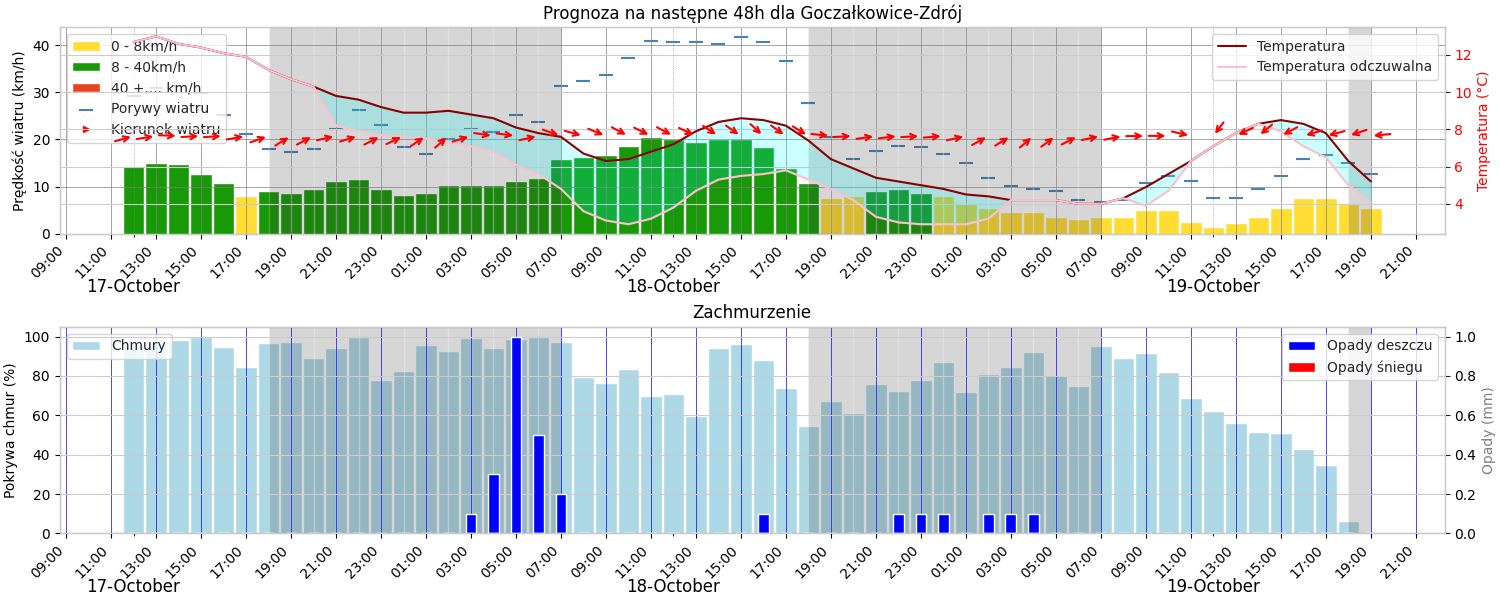 Prognoza na następne 48h dla Goczałkowice-Zdrój
0 - 8km/h
8 - 40km/h
40 + ... km/h
Porywy wiatru
Kierunek wiatru
Temperatura
Temperatura odczuwalna
Prędkość wiatru (km/h)
40
30
20
10
0
Temperatura (°C)
12
10
8
6
4
09:00 11:00 13:00 15:00 17:00 19:00 21:00 23:00 01:00 03:00 05:00 07:00 09:00 11:00 13:00 15:00 17:00 19:00 21:00 23:00 01:00 03:00 05:00 07:00 09:00 11:00 13:00 15:00 17:00 19:00 21:00
17-October 18-October 19-October
Zachmurzenie
Chmury
Opady deszczu
Opady śniegu
Pokrywa chmur (%)
100
80
60
40
20
0
Opady (mm)
1.0
0.8
0.6
0.4
0.2
0.0
09:00 11:00 13:00 15:00 17:00 19:00 21:00 23:00 01:00 03:00 05:00 07:00 09:00 11:00 13:00 15:00 17:00 19:00 21:00 23:00 01:00 03:00 05:00 07:00 09:00 11:00 13:00 15:00 17:00 19:00 21:00
17-October 18-October 19-October